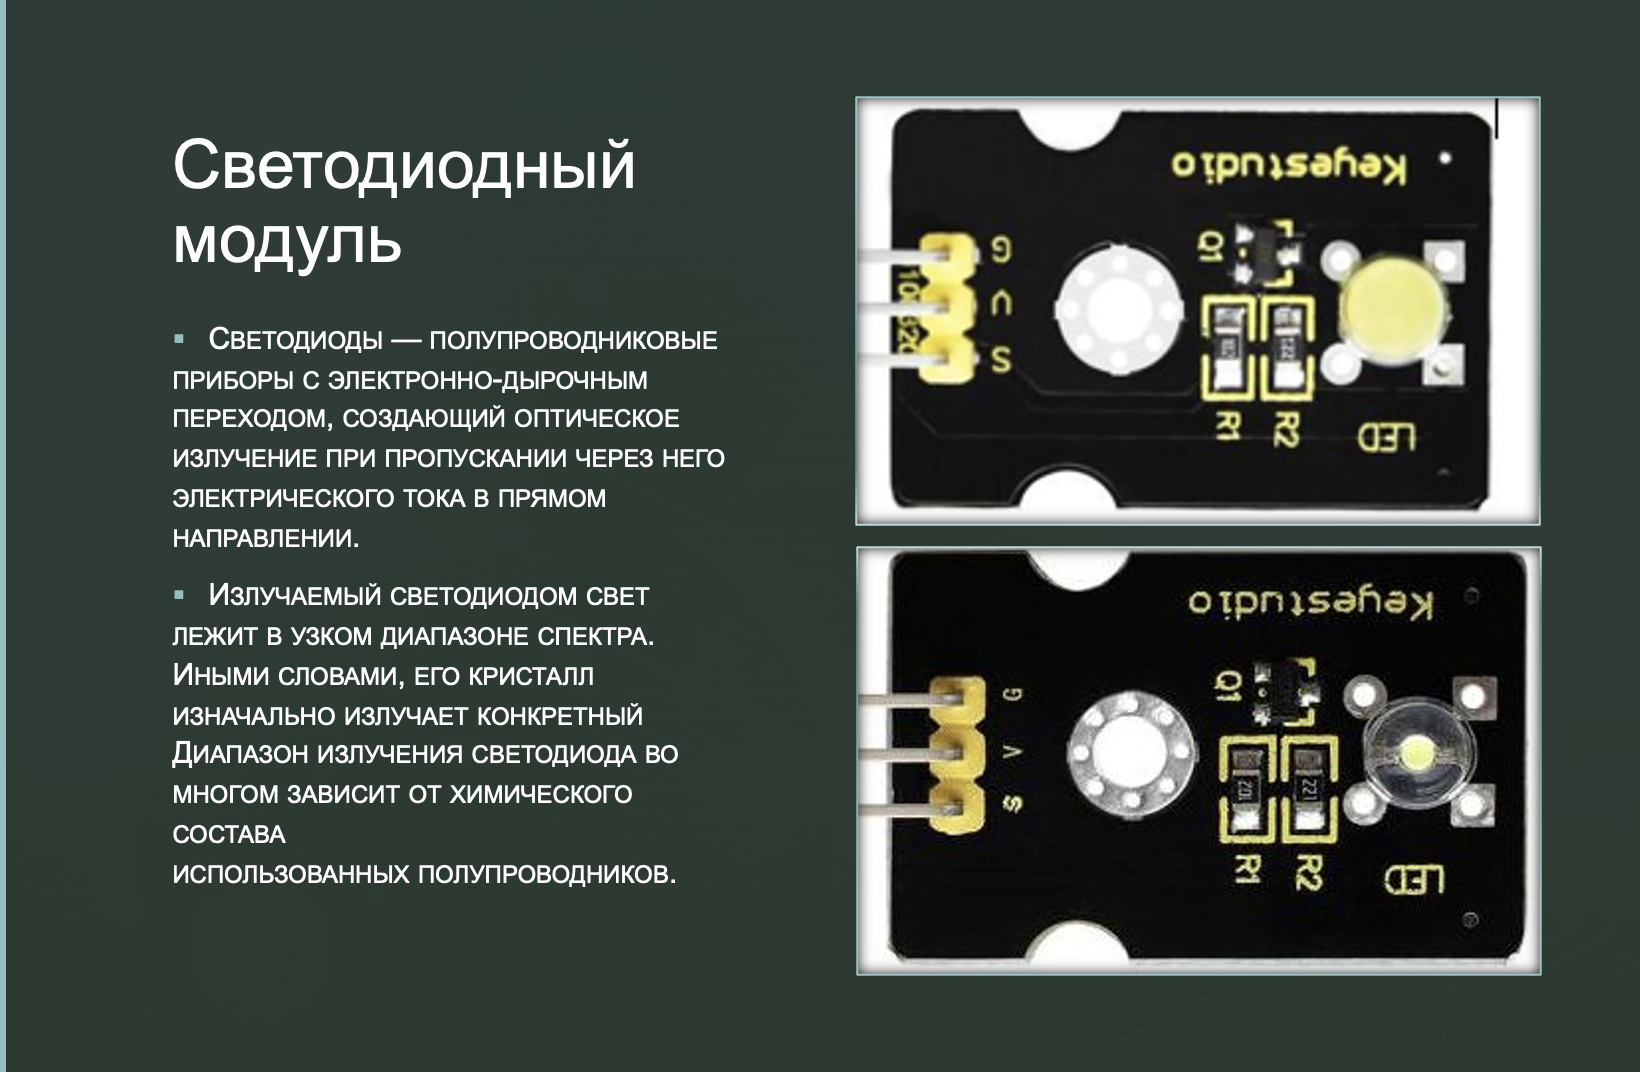 Светодиодный
модуль
▪ Светодиоды — полупроводниковые
приборы с электронно-дырочным
переходом, создающий оптическое
излучение при пропускании через него
электрического тока в прямом
направлении.
▪ Излучаемый светодиодом свет
лежит в узком диапазоне спектра.
Иными словами, его кристалл
изначально излучает конкретный
Диапазон излучения светодиода во
многом зависит от химического
состава
использованных полупроводников.
Keyestudio
G
V
S
Q1
R1
R2
LED
221
Keyestudio
G
V
S
Q1
201
221
R1
R2
LED